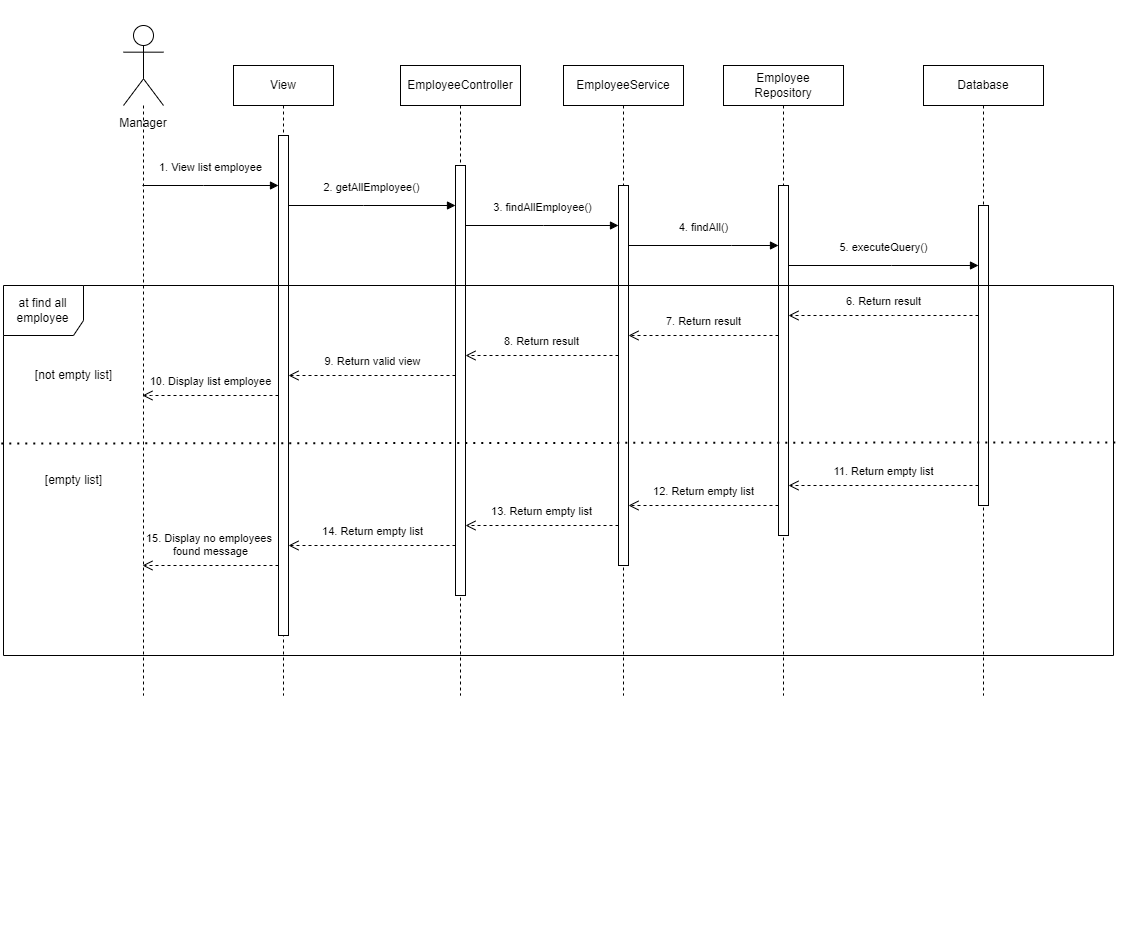 Manager
View
EmployeeController
EmployeeService
Employee
Repository
Database
1. View list employee
2. getAllEmployee()
3. findAllEmployee()
4. findAll()
5. executeQuery()
at find all
employee
6. Return result
7. Return result
8. Return result
9. Return valid view
[not empty list]
10. Display list employee
[empty list]
11. Return empty list
12. Return empty list
13. Return empty list
14. Return empty list
15. Display no employees
found message